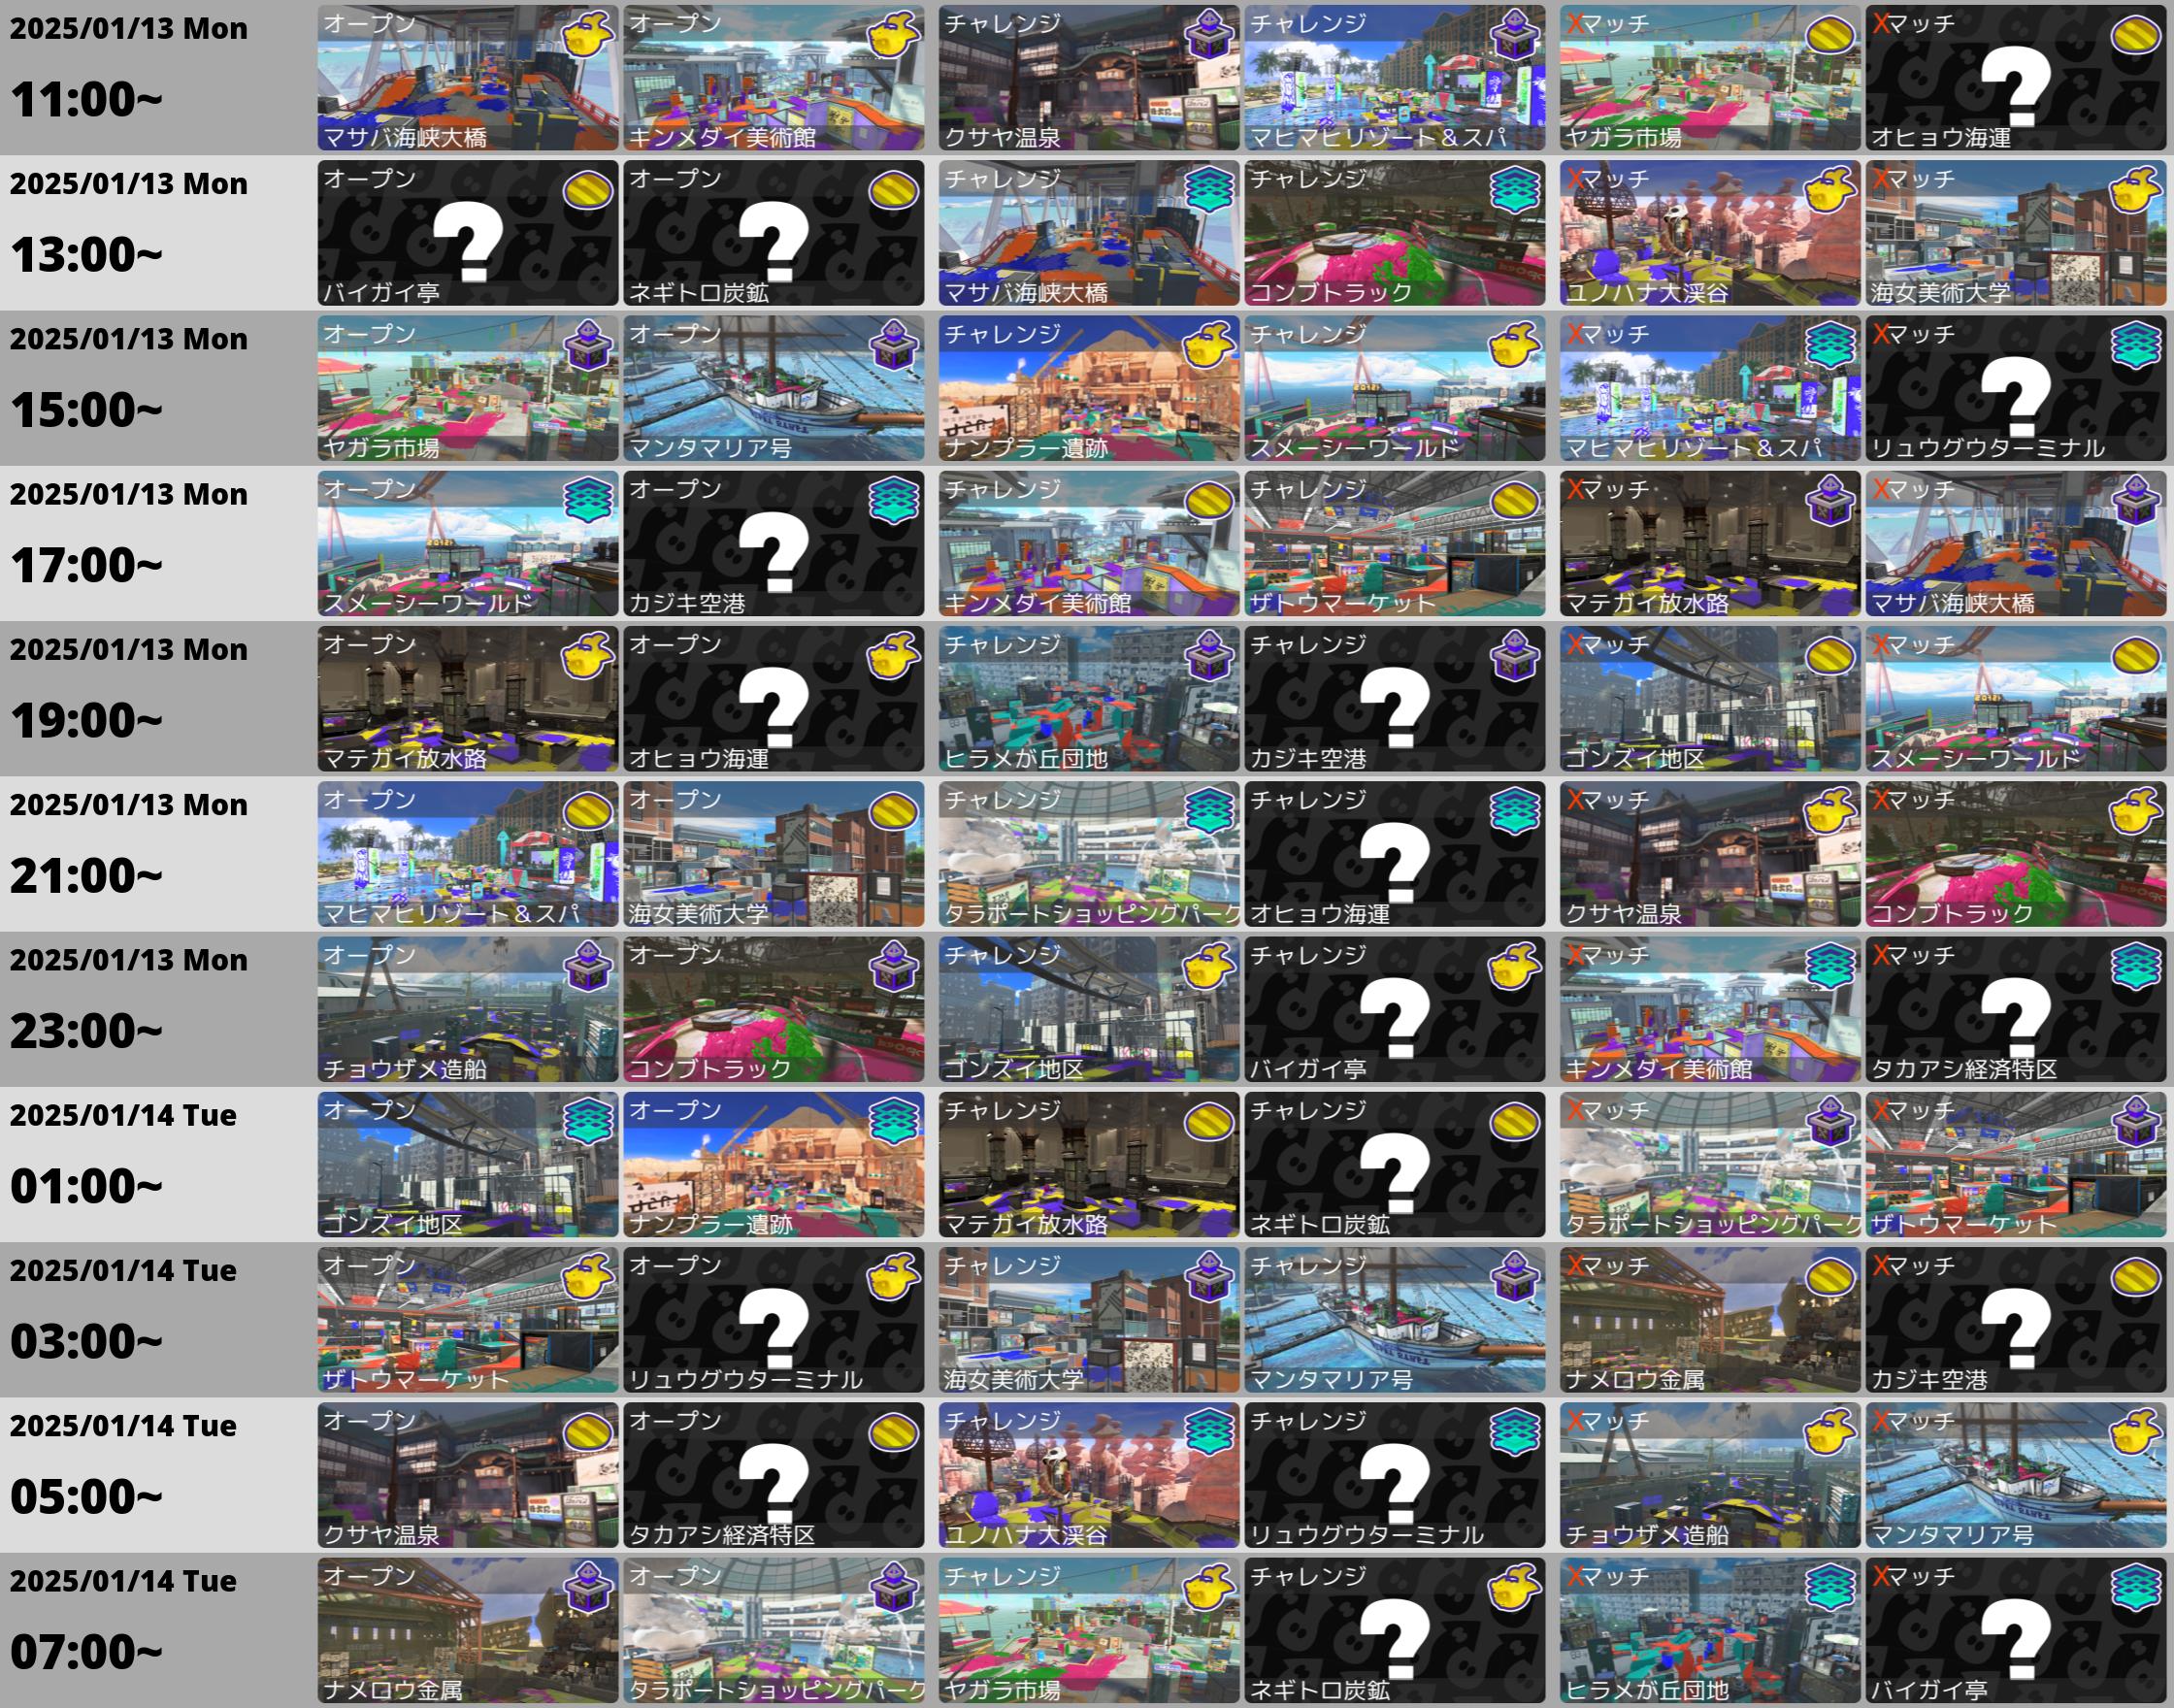 2025/01/13 Mon
11:00~
オープン
マサバ海峡大橋
オープン
キンメダイ美術館
チャレンジ
クサヤ温泉
チャレンジ
マヒマヒリゾート＆スパ
Xマッチ
ヤガラ市場
Xマッチ
オヒョウ海運
2025/01/13 Mon
13:00~
オープン
バイガイ亭
オープン
ネギトロ炭鉱
チャレンジ
マサバ海峡大橋
チャレンジ
コンブトラック
Xマッチ
ユノハナ大渓谷
Xマッチ
海女美術大学
2025/01/13 Mon
15:00~
オープン
ヤガラ市場
オープン
マンタマリア号
チャレンジ
ナンプラー遺跡
チャレンジ
スメーシーワールド
Xマッチ
マヒマヒリゾート＆スパ
Xマッチ
リュウグウターミナル
2025/01/13 Mon
17:00~
オープン
スメーシーワールド
オープン
カジキ空港
チャレンジ
キンメダイ美術館
チャレンジ
ザトウマーケット
Xマッチ
マテガイ放水路
Xマッチ
マサバ海峡大橋
2025/01/13 Mon
19:00~
オープン
マテガイ放水路
オープン
オヒョウ海運
チャレンジ
ヒラメが丘団地
チャレンジ
カジキ空港
Xマッチ
ゴンズイ地区
Xマッチ
スメーシーワールド
2025/01/13 Mon
21:00~
オープン
マヒマヒリゾート＆スパ
オープン
海女美術大学
チャレンジ
タラポートショッピングパーク
チャレンジ
オヒョウ海運
Xマッチ
クサヤ温泉
Xマッチ
コンブトラック
2025/01/13 Mon
23:00~
オープン
チョウザメ造船
オープン
コンブトラック
チャレンジ
ゴンズイ地区
チャレンジ
バイガイ亭
Xマッチ
キンメダイ美術館
Xマッチ
タカアシ経済特区
2025/01/14 Tue
01:00~
オープン
ゴンズイ地区
オープン
ナンプラー遺跡
チャレンジ
マテガイ放水路
チャレンジ
ネギトロ炭鉱
Xマッチ
タラポートショッピングパーク
Xマッチ
ザトウマーケット
2025/01/14 Tue
03:00~
オープン
ザトウマーケット
オープン
リュウグウターミナル
チャレンジ
海女美術大学
チャレンジ
マンタマリア号
Xマッチ
ナメロウ金属
Xマッチ
カジキ空港
2025/01/14 Tue
05:00~
オープン
クサヤ温泉
オープン
タカアシ経済特区
チャレンジ
ユノハナ大渓谷
チャレンジ
リュウグウターミナル
Xマッチ
チョウザメ造船
Xマッチ
マンタマリア号
2025/01/14 Tue
07:00~
オープン
ナメロウ金属
オープン
タラポートショッピングパーク
チャレンジ
ヤガラ市場
チャレンジ
ネギトロ炭鉱
Xマッチ
ヒラメが丘団地
Xマッチ
バイガイ亭